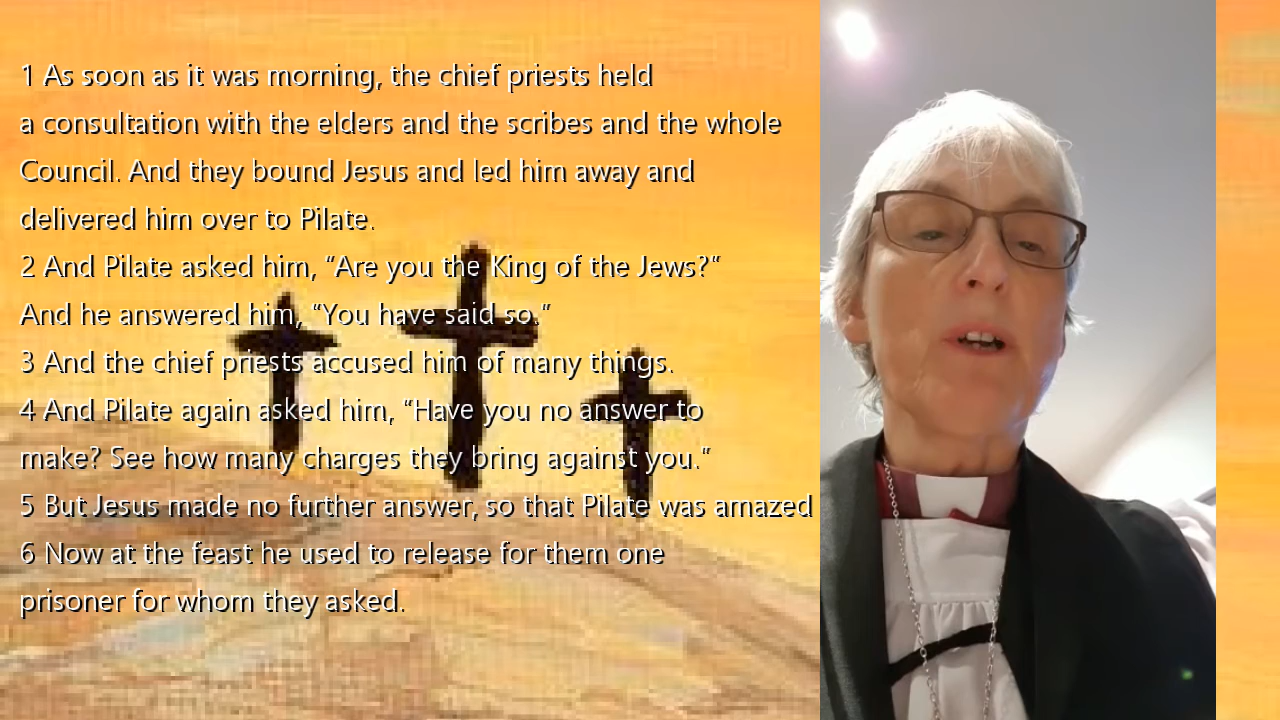 1 As soon as it was morning, the chief priests held
a consultation with the elders and the scribes and the whole
Council. And they bound Jesus and led him away and
delivered him over to Pilate.
2 And Pilate asked him, “Are you the King of the Jews?”
And he answered him, “You have said so.”
3 And the chief priests accused him of many things.
4 And Pilate again asked him, “Have you no answer to
make? See how many charges they bring against you.”
5 But Jesus made no further answer, so that Pilate was amazed
6 Now at the feast he used to release for them one
prisoner for whom they asked.